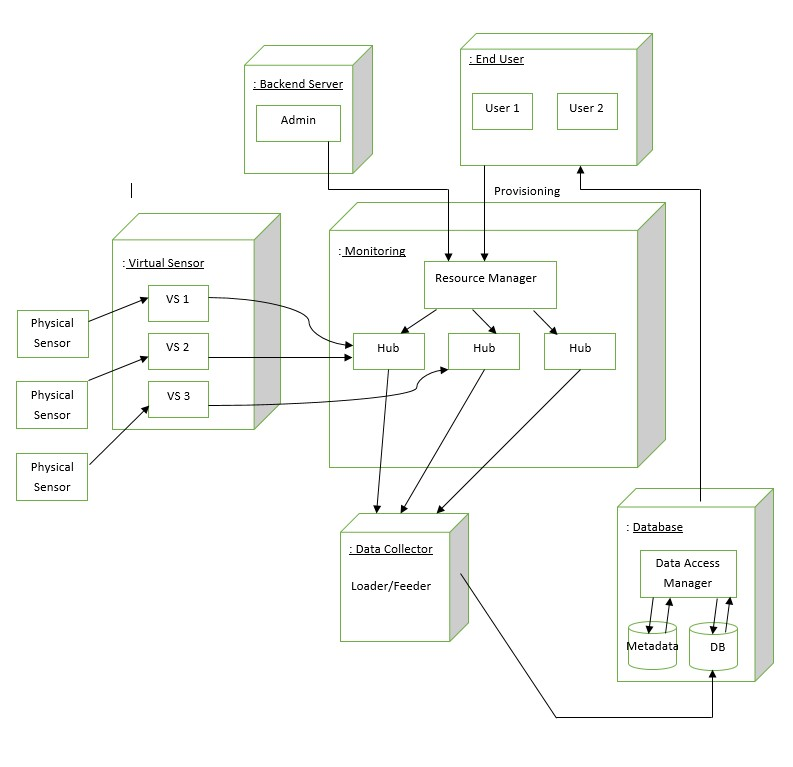 : End User
: Backend Server
User 1
User 2
Admin
Provisioning
: Monitoring
: Virtual Sensor
Resource Manager
VS 1
Physical
Sensor
VS 2
Hub
Hub
Hub
Physical
Sensor
VS 3
Physical
Sensor
: Database
: Data Collector
Data Access
Manager
Loader/Feeder
Metadata
DB